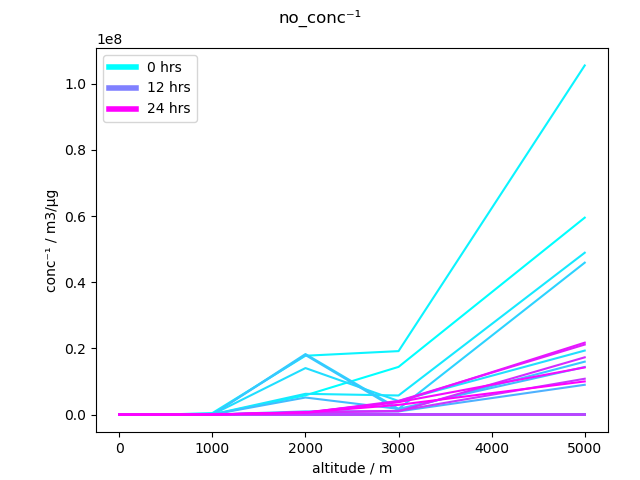 no_conc⁻¹
1e8
0 hrs
12 hrs
24 hrs
1.0
0.8
0.6
0.4
0.2
0.0
conc⁻¹ / m3/µg
0 1000 2000 3000 4000 5000
altitude / m